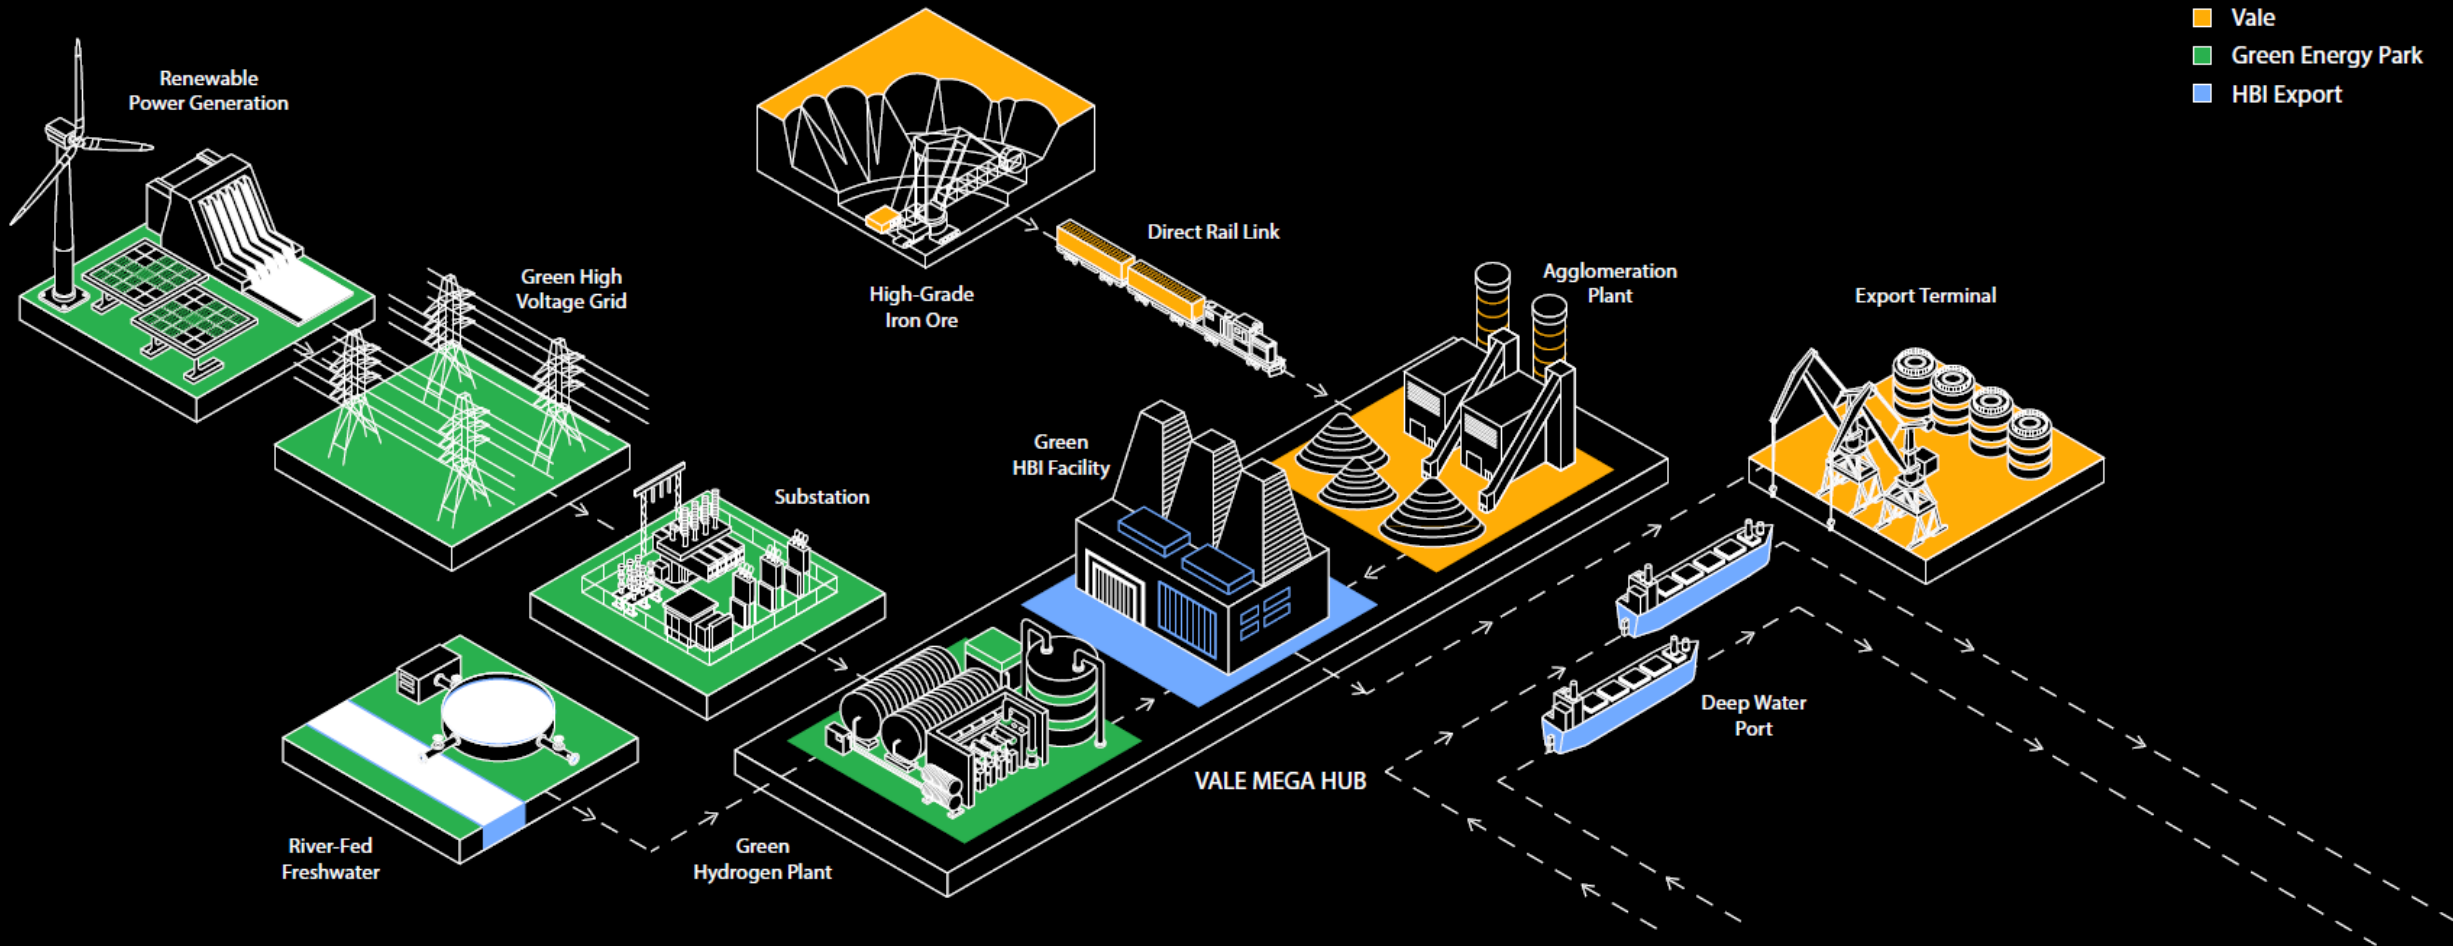 Vale
Green Energy Park
HBI Export
Renewable
Power Generation
Green High
Voltage Grid
Substation
River-Fed
Freshwater
High-Grade
Iron Ore
Direct Rail Link
Agglomeration
Plant
Export Terminal
Green
HBI Facility
Green
Hydrogen Plant
VALE MEGA HUB
Deep Water
Port